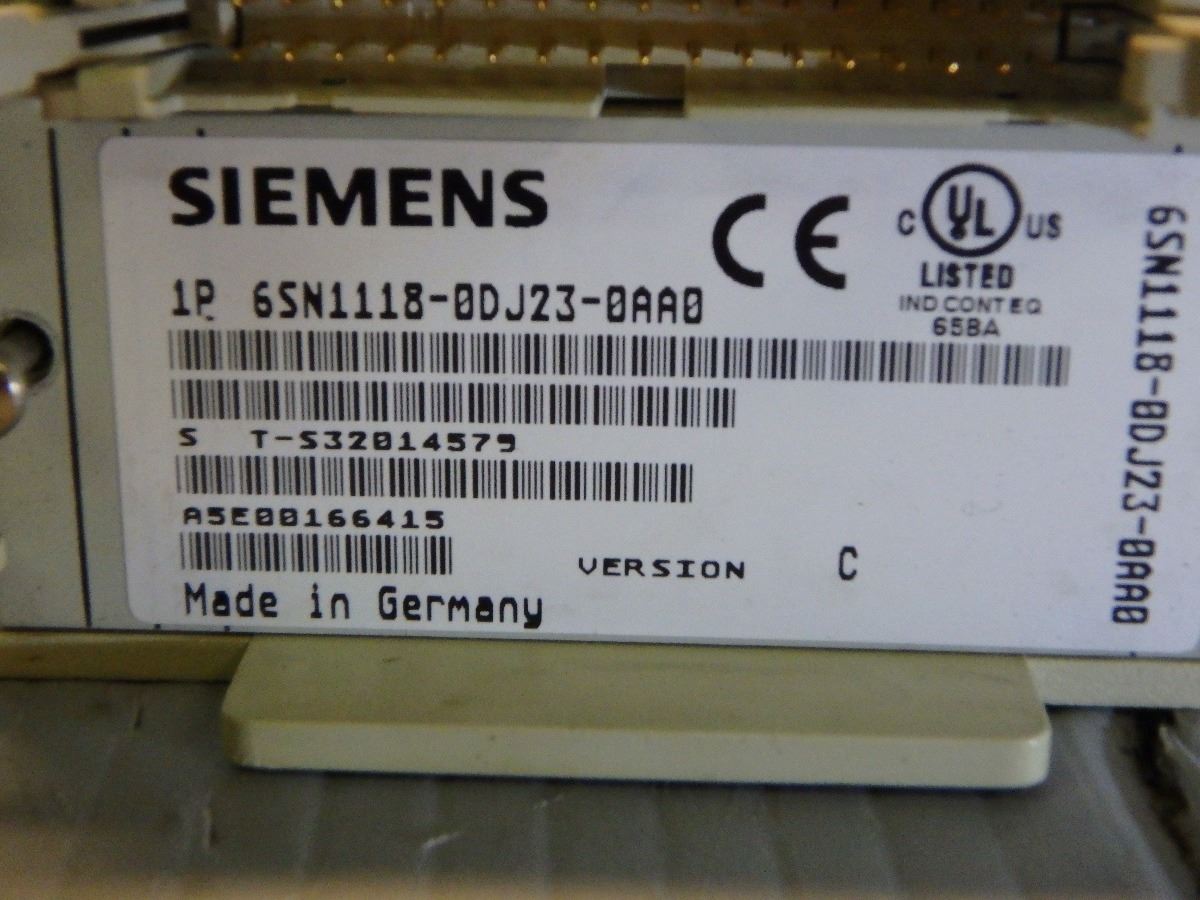 SIEMENS
CE
C UL US
LISTED
IND.CONT.EQ
65BA
1P 6SN1118-0DJ23-0AA0
S T-S32014579
A5E00166415
VERSION C
Made in Germany
6SN1118-0DJ23-0AA0